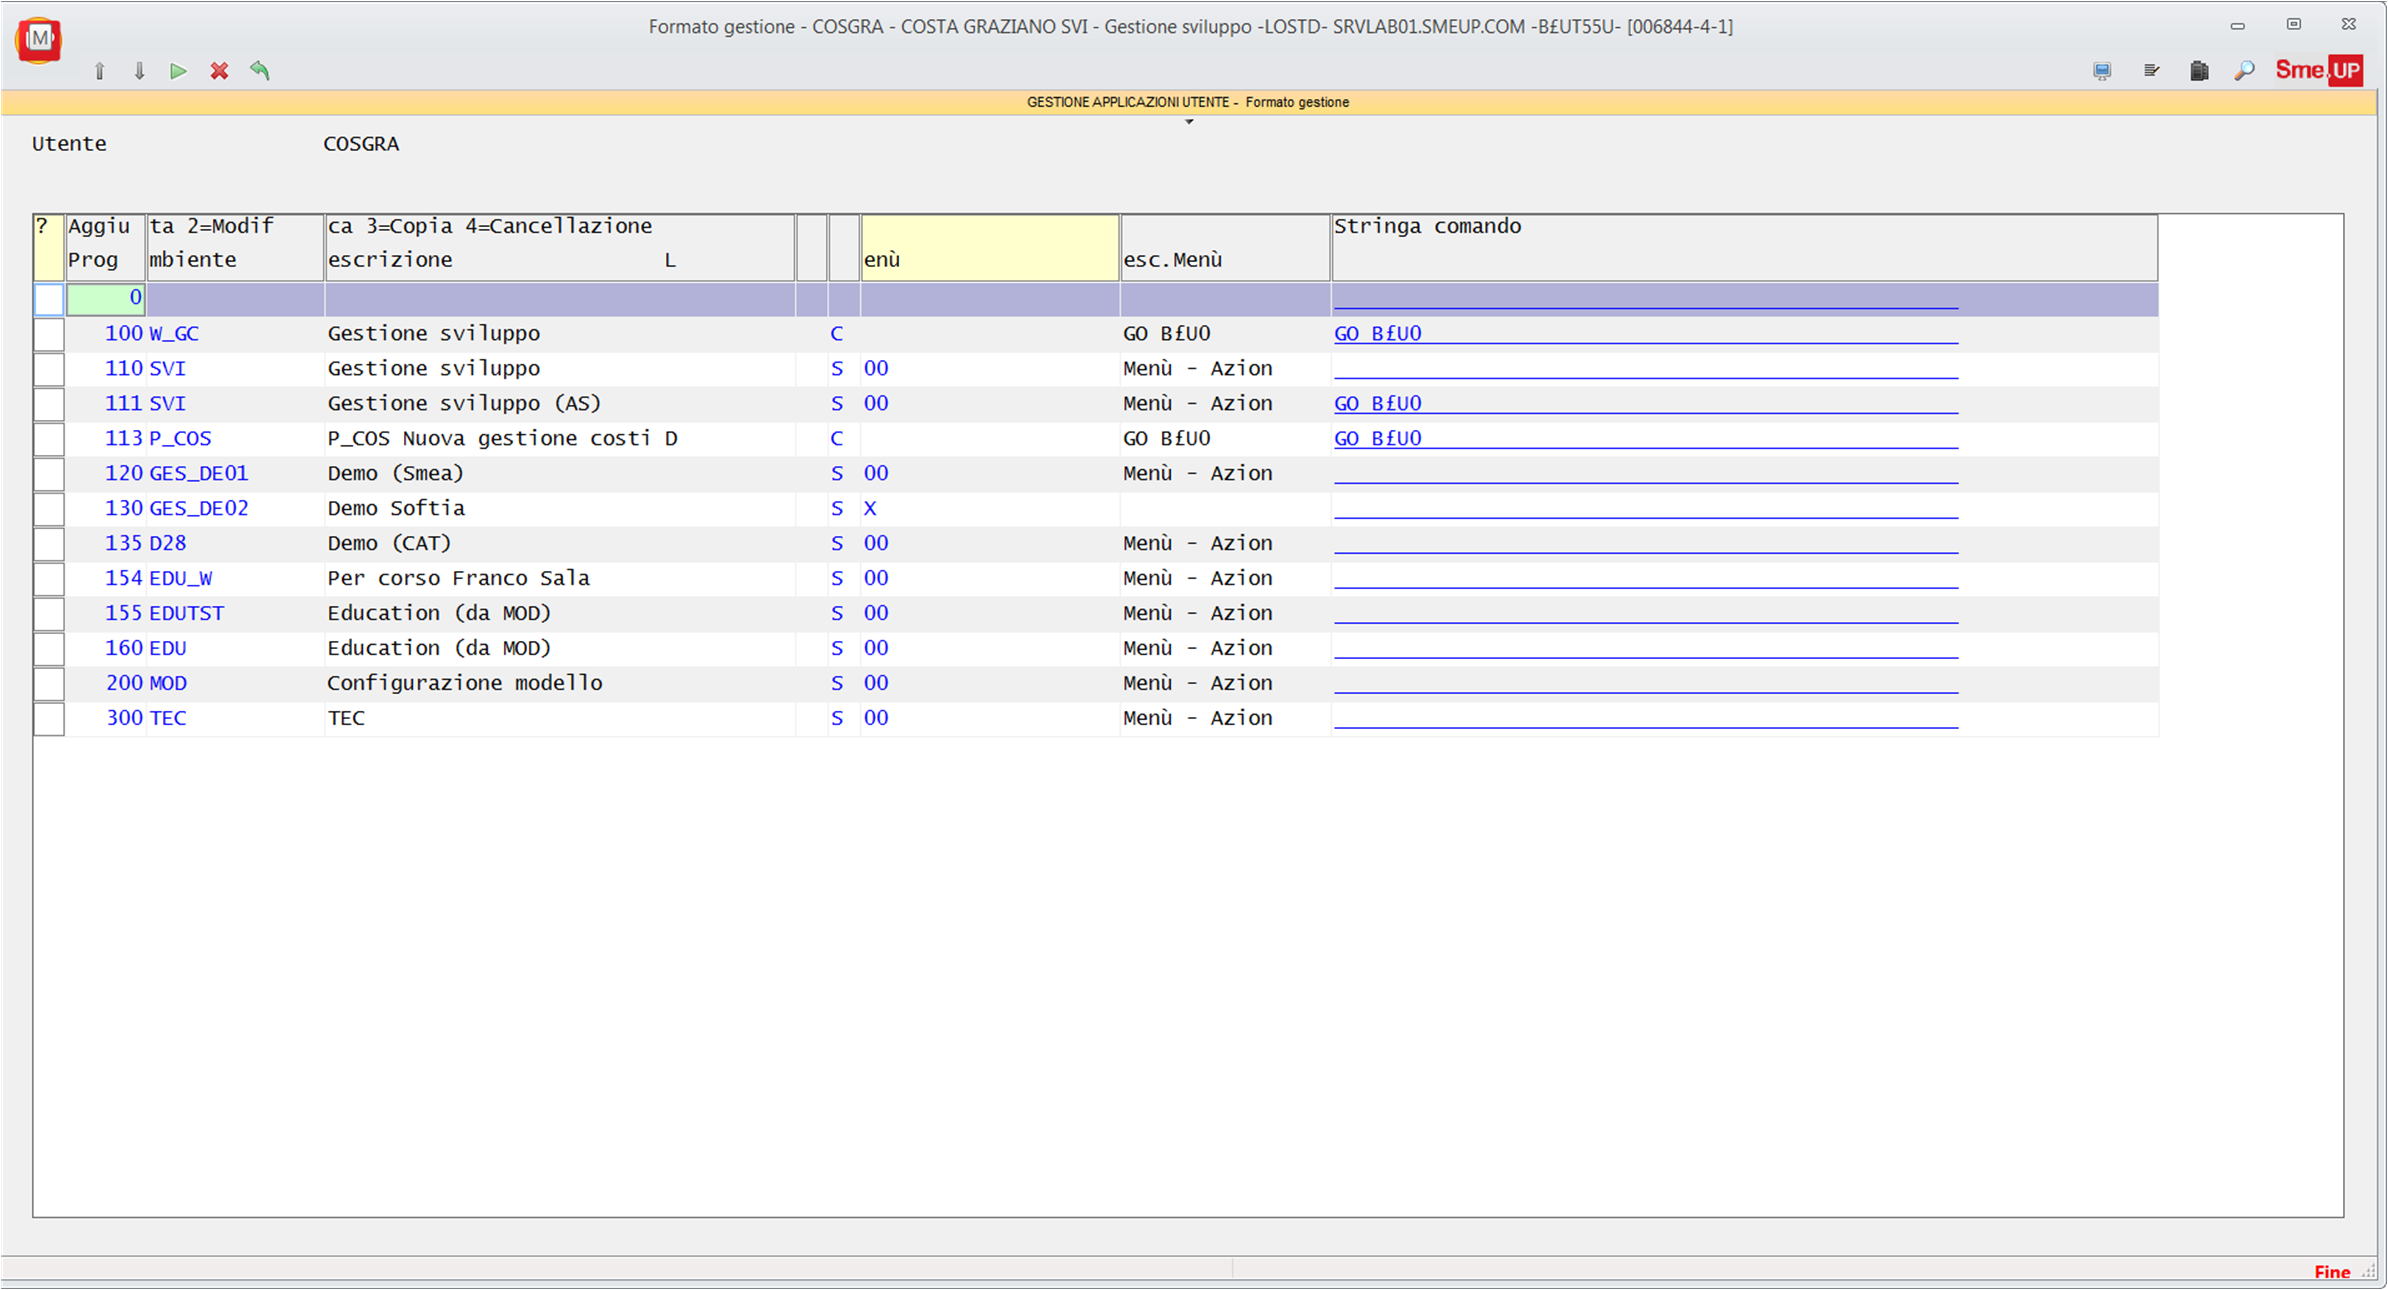 Formato gestione - COSGRA - COSTA GRAZIANO SVI - Gestione sviluppo -LOSTD- SRVLAB01.SMEUP.COM -B£UT55U- [006844-4-1]
M
Sme.UP
GESTIONE APPLICAZIONI UTENTE - Formato gestione
Utente COSGRA
? Aggiu ta 2=Modif ca 3=Copia 4=Cancellazione Stringa comando
Prog mbiente escrizione L enù esc.Menù
0
100 W_GC Gestione sviluppo C GO B£U0 GO B£U0
110 SVI Gestione sviluppo S 00 Menù - Azion
111 SVI Gestione sviluppo (AS) S 00 Menù - Azion GO B£U0
113 P_COS P_COS Nuova gestione costi D C GO B£U0 GO B£U0
120 GES_DE01 Demo (Smea) S 00 Menù - Azion
130 GES_DE02 Demo Softia S X
135 D28 Demo (CAT) S 00 Menù - Azion
154 EDU_W Per corso Franco Sala S 00 Menù - Azion
155 EDUTST Education (da MOD) S 00 Menù - Azion
160 EDU Education (da MOD) S 00 Menù - Azion
200 MOD Configurazione modello S 00 Menù - Azion
300 TEC TEC S 00 Menù - Azion
Fine